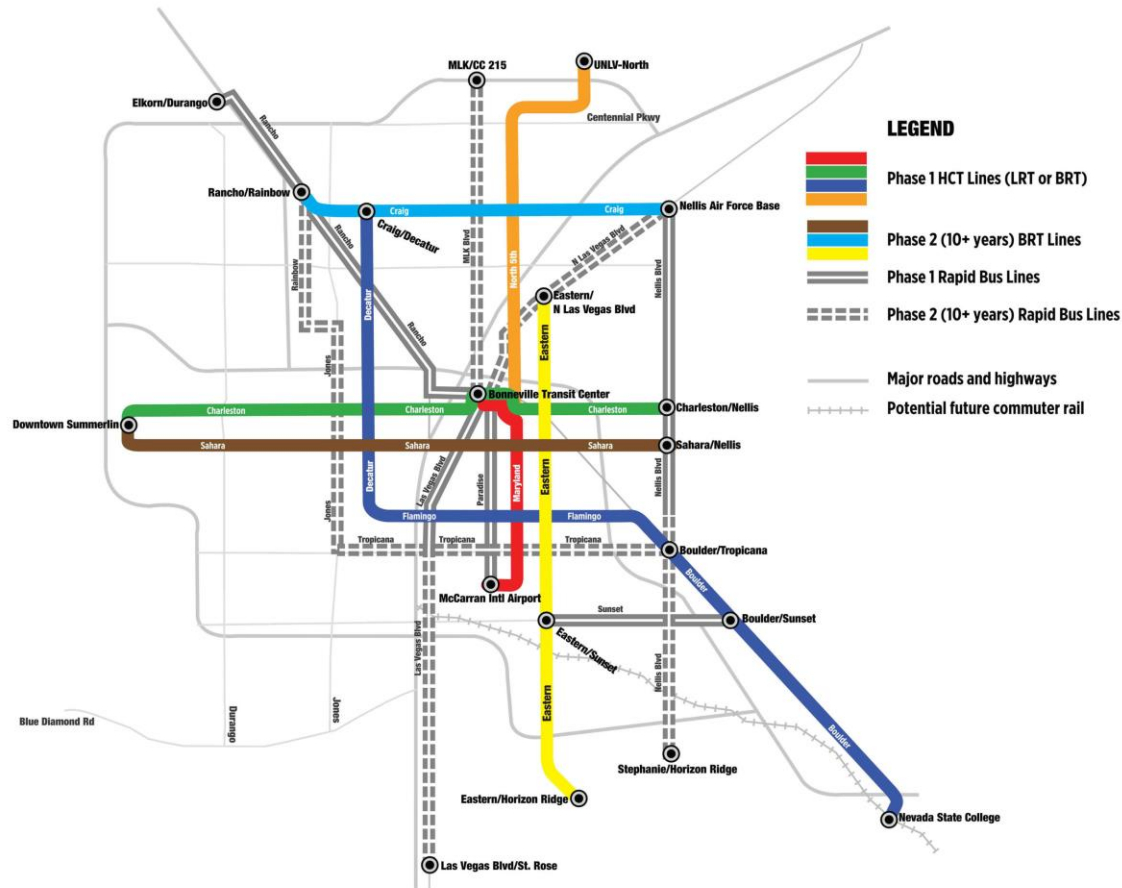 UNLV-North
MLK/CC 215
Elkorn/Durango
Centennial Pkwy
LEGEND
Phase 1 HCT Lines (LRT or BRT)
Phase 2 (10+ years) BRT Lines
Phase 1 Rapid Bus Lines
Phase 2 (10+ years) Rapid Bus Lines
Major roads and highways
Potential future commuter rail
Rancho
Rancho/Rainbow
Craig
Craig
Nellis Air Force Base
Craig/Decatur
Rancho
MLK Blvd
North 5th
N Las Vegas Blvd
Nellis Blvd
Rainbow
Decatur
Eastern/
N Las Vegas Blvd
Rancho
Eastern
Jones
Bonneville Transit Center
Charleston
Charleston
Charleston
Charleston/Nellis
Downtown Summerlin
Sahara
Sahara
Sahara
Sahara/Nellis
Decatur
Las Vegas Blvd
Paradise
Maryland
Eastern
Nellis Blvd
Jones
Flamingo
Flamingo
Tropicana
Tropicana
Tropicana
Boulder/Tropicana
Boulder
McCarran Intl Airport
Sunset
Boulder/Sunset
Eastern/Sunset
Las Vegas Blvd
Nellis Blvd
Eastern
Blue Diamond Rd
Durango
Jones
Boulder
Stephanie/Horizon Ridge
Eastern/Horizon Ridge
Nevada State College
Las Vegas Blvd/St. Rose